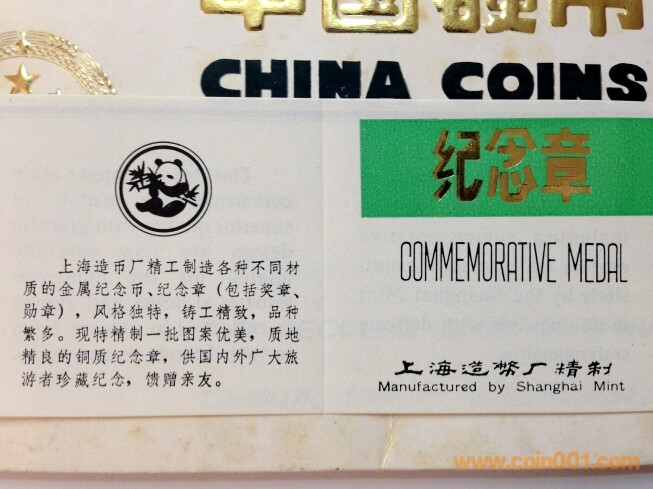 中国硬币
CHINA COINS
上海造币厂精工制造各种不同材
质的金属纪念币、纪念章（包括奖章、
勋章），风格独特，铸工精致，品种
繁多。现特精制一批图案优美，质地
精良的铜质纪念章，供国内外广大旅
游者珍藏纪念，馈赠亲友。
纪念章
COMMEMORATIVE MEDAL
上海造幣厂精制
Manufactured by Shanghai Mint
www.coin001.com